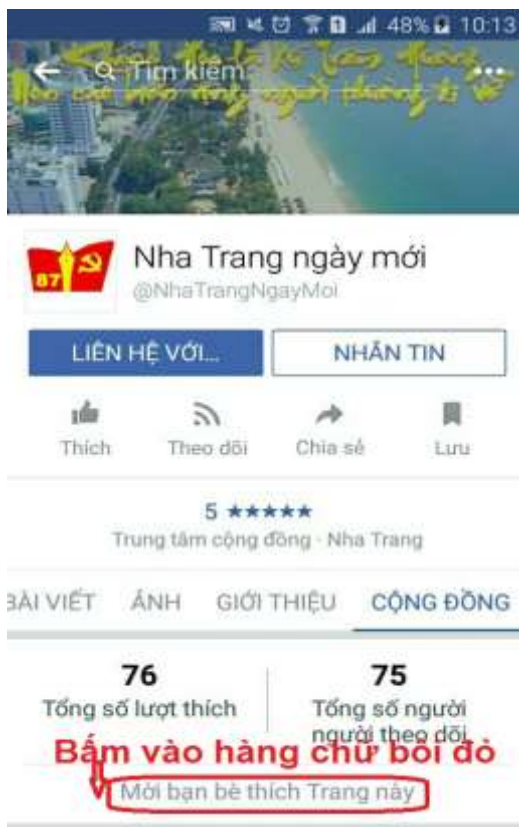 48% 10:13
Tìm kiếm
87
Nha Trang ngày mới
@NhaTrangNgayMoi
LIÊN HỆ VỚI...
NHẮN TIN
Thích
Theo dõi
Chia sẻ
Lưu
5 ★★★★★
Trung tâm cộng đồng · Nha Trang
BÀI VIẾT ẢNH GIỚI THIỆU CỘNG ĐỒNG
76
Tổng số lượt thích
75
Tổng số người
người theo dõi
Bấm vào hàng chữ bôi đỏ
Mời bạn bè thích Trang này